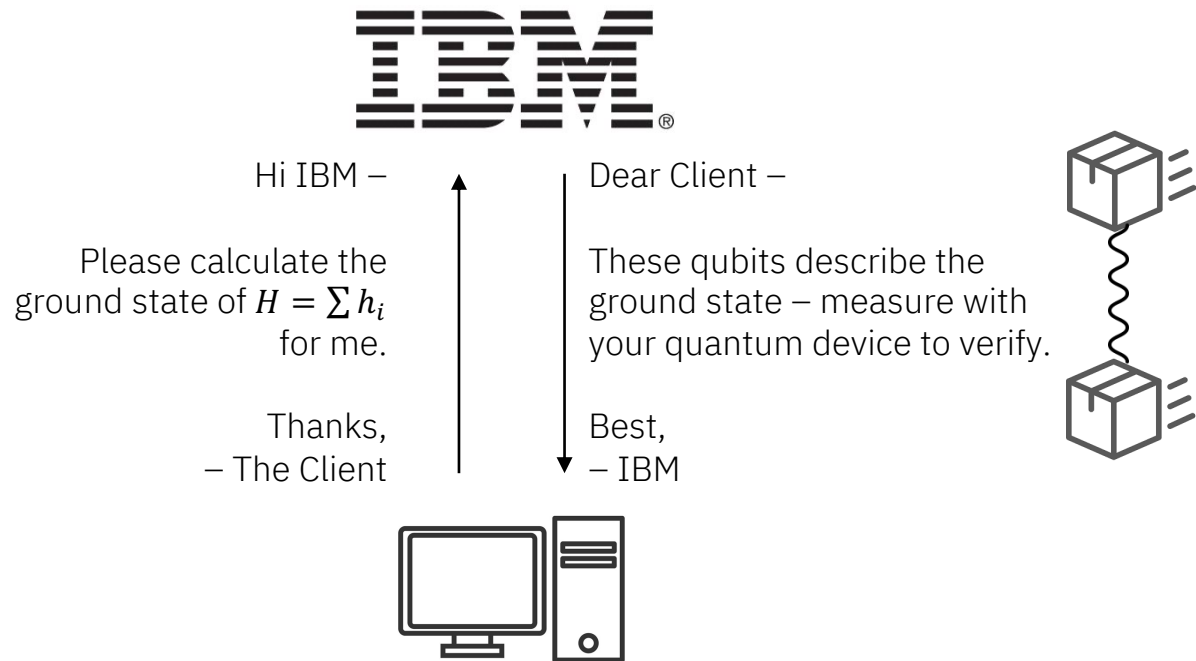 IBM®
Hi IBM –
Please calculate the
ground state of H = ∑ hᵢ
for me.
Thanks,
– The Client
Dear Client –
These qubits describe the
ground state – measure with
your quantum device to verify.
Best,
– IBM